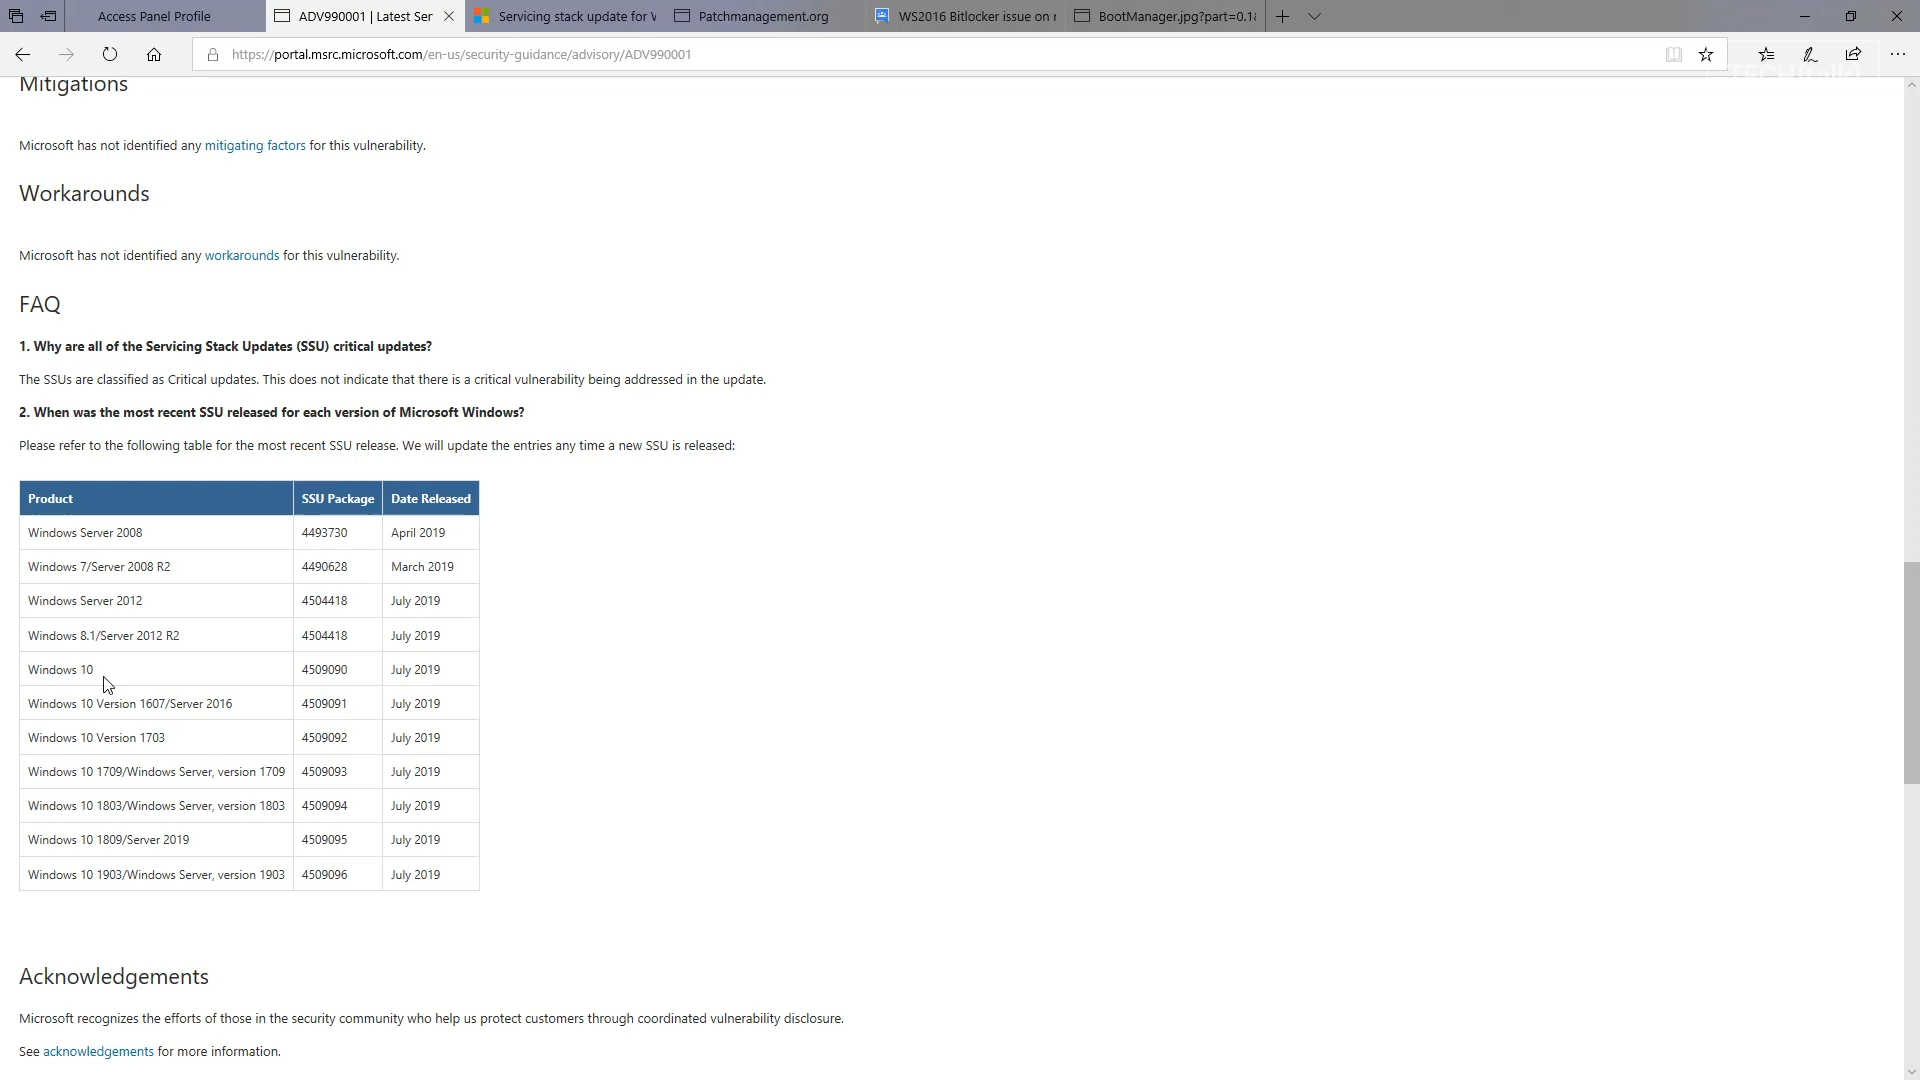 Access Panel Profile
ADV990001 | Latest Ser
Servicing stack update for W
Patchmanagement.org
WS2016 Bitlocker issue on r
BootManager.jpg?part=0.1&
https://portal.msrc.microsoft.com/en-us/security-guidance/advisory/ADV990001
Mitigations
Microsoft has not identified any mitigating factors for this vulnerability.
Workarounds
Microsoft has not identified any workarounds for this vulnerability.
FAQ
1. Why are all of the Servicing Stack Updates (SSU) critical updates?
The SSUs are classified as Critical updates. This does not indicate that there is a critical vulnerability being addressed in the update.
2. When was the most recent SSU released for each version of Microsoft Windows?
Please refer to the following table for the most recent SSU release. We will update the entries any time a new SSU is released:
Product SSU Package Date Released
Windows Server 2008 4493730 April 2019
Windows 7/Server 2008 R2 4490628 March 2019
Windows Server 2012 4504418 July 2019
Windows 8.1/Server 2012 R2 4504418 July 2019
Windows 10 4509090 July 2019
Windows 10 Version 1607/Server 2016 4509091 July 2019
Windows 10 Version 1703 4509092 July 2019
Windows 10 1709/Windows Server, version 1709 4509093 July 2019
Windows 10 1803/Windows Server, version 1803 4509094 July 2019
Windows 10 1809/Server 2019 4509095 July 2019
Windows 10 1903/Windows Server, version 1903 4509096 July 2019
Acknowledgements
Microsoft recognizes the efforts of those in the security community who help us protect customers through coordinated vulnerability disclosure.
See acknowledgements for more information.